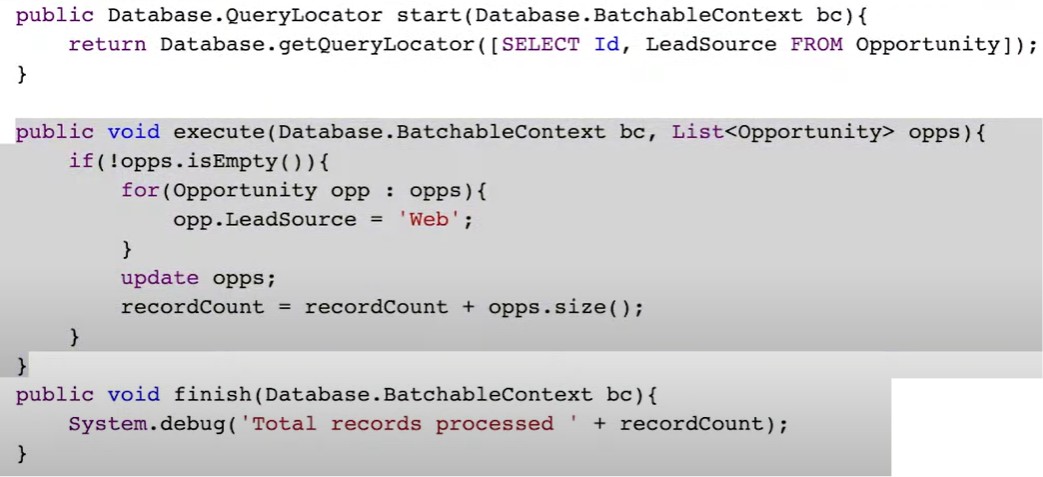 public Database.QueryLocator start(Database.BatchableContext bc){
    return Database.getQueryLocator([SELECT Id, LeadSource FROM Opportunity]);
}

public void execute(Database.BatchableContext bc, List<Opportunity> opps){
    if(!opps.isEmpty()){
        for(Opportunity opp : opps){
            opp.LeadSource = 'Web';
        }
        update opps;
        recordCount = recordCount + opps.size();
    }
}
public void finish(Database.BatchableContext bc){
    System.debug('Total records processed ' + recordCount);
}